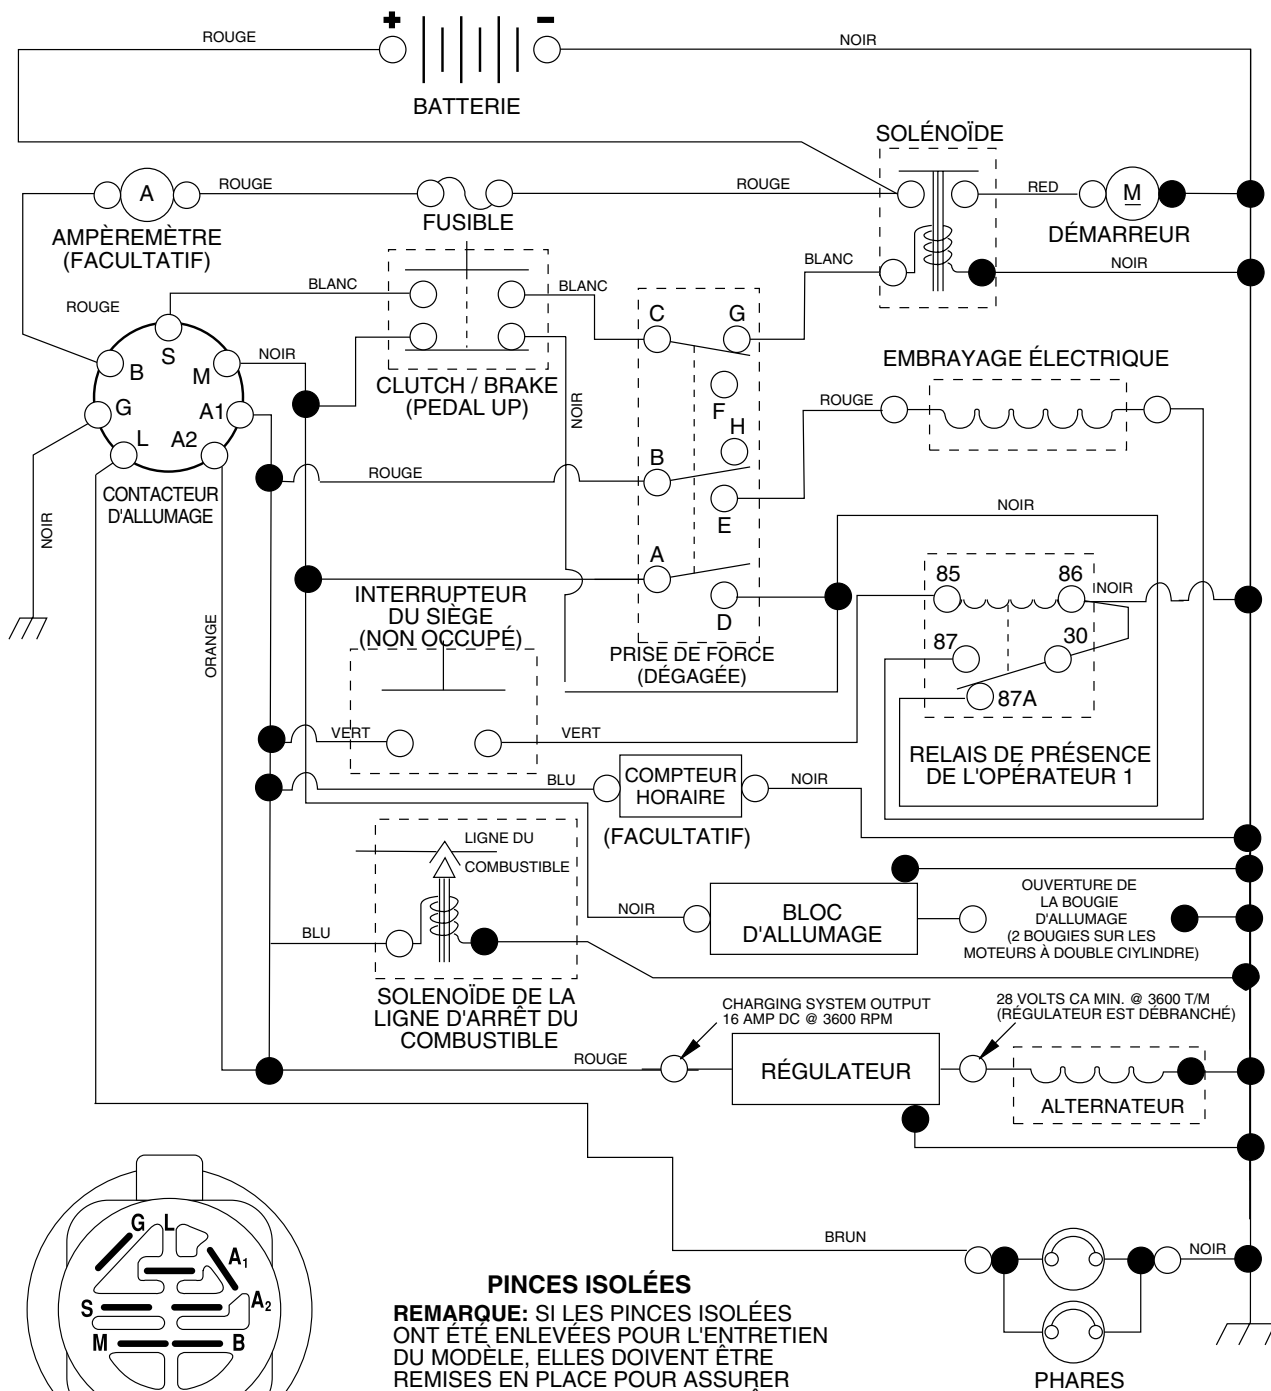 + −
ROUGE
NOIR
BATTERIE
SOLÉNOÏDE
A
ROUGE
ROUGE
RED
M
FUSIBLE
AMPÈREMÈTRE
(FACULTATIF)
DÉMARREUR
BLANC
NOIR
ROUGE
BLANC
BLANC
S
B
M
G
A1
L
A2
NOIR
CONTACTEUR
D'ALLUMAGE
CLUTCH / BRAKE
(PEDAL UP)
NOIR
C
G
F
H
B
E
A
D
EMBRAYAGE ÉLECTRIQUE
ROUGE
ROUGE
NOIR
NOIR
ORANGE
INTERRUPTEUR
DU SIÈGE
(NON OCCUPÉ)
PRISE DE FORCE
(DÉGAGÉE)
85
86
NOIR
87
30
87A
VERT
VERT
RELAIS DE PRÉSENCE
DE L'OPÉRATEUR 1
BLU
COMPTEUR
HORAIRE
NOIR
(FACULTATIF)
LIGNE DU
COMBUSTIBLE
BLU
NOIR
BLOC
D'ALLUMAGE
OUVERTURE DE
LA BOUGIE
D'ALLUMAGE
(2 BOUGIES SUR LES
MOTEURS À DOUBLE CIYLINDRE)
SOLENOÏDE DE LA
LIGNE D'ARRÊT DU
COMBUSTIBLE
CHARGING SYSTEM OUTPUT
16 AMP DC @ 3600 RPM
28 VOLTS CA MIN. @ 3600 T/M
(RÉGULATEUR EST DÉBRANCHÉ)
ROUGE
RÉGULATEUR
ALTERNATEUR
G L
A1
S
A2
M
B
BRUN
NOIR
PHARES
PINCES ISOLÉES
REMARQUE: SI LES PINCES ISOLÉES
ONT ÉTÉ ENLEVÉES POUR L'ENTRETIEN
DU MODÈLE, ELLES DOIVENT ÊTRE
REMISES EN PLACE POUR ASSURER